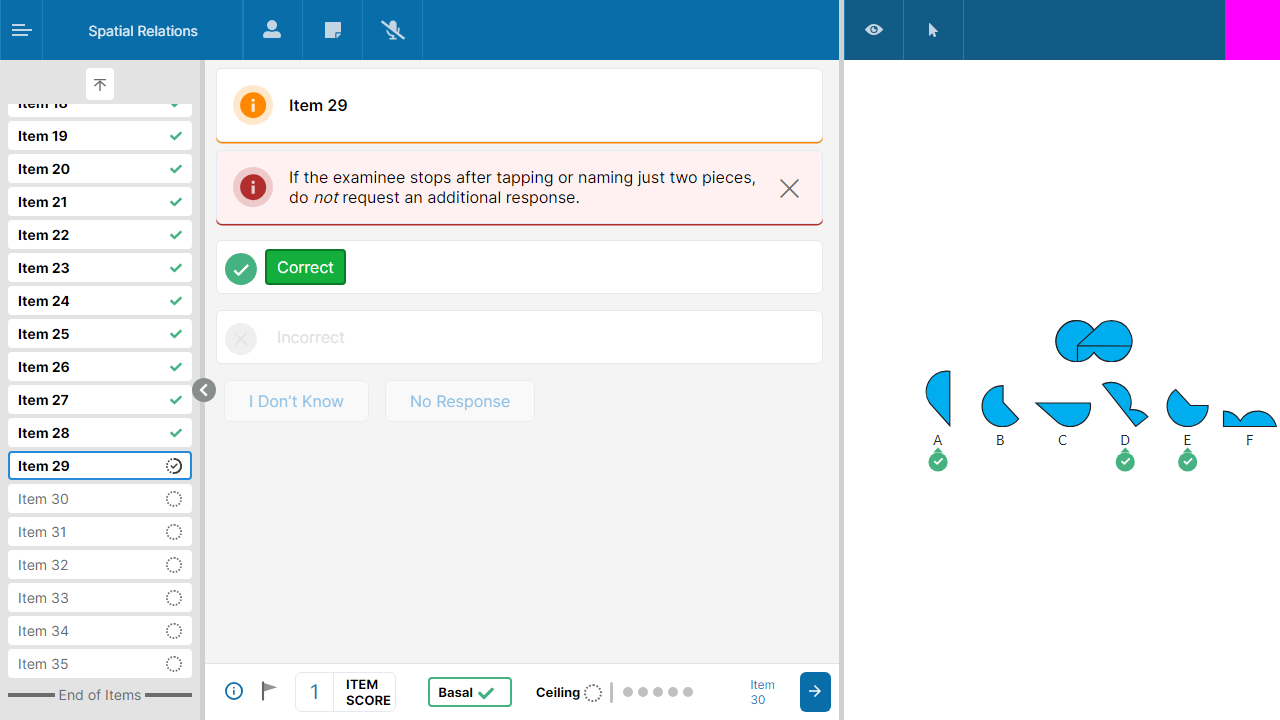 Spatial Relations
Item 18
Item 19
Item 20
Item 21
Item 22
Item 23
Item 24
Item 25
Item 26
Item 27
Item 28
Item 29
Item 30
Item 31
Item 32
Item 33
Item 34
Item 35
End of Items
Item 29
If the examinee stops after tapping or naming just two pieces,
do not request an additional response.
Correct
Incorrect
I Don’t Know
No Response
1
ITEM
SCORE
Basal
Ceiling
Item
30
A B C D E F